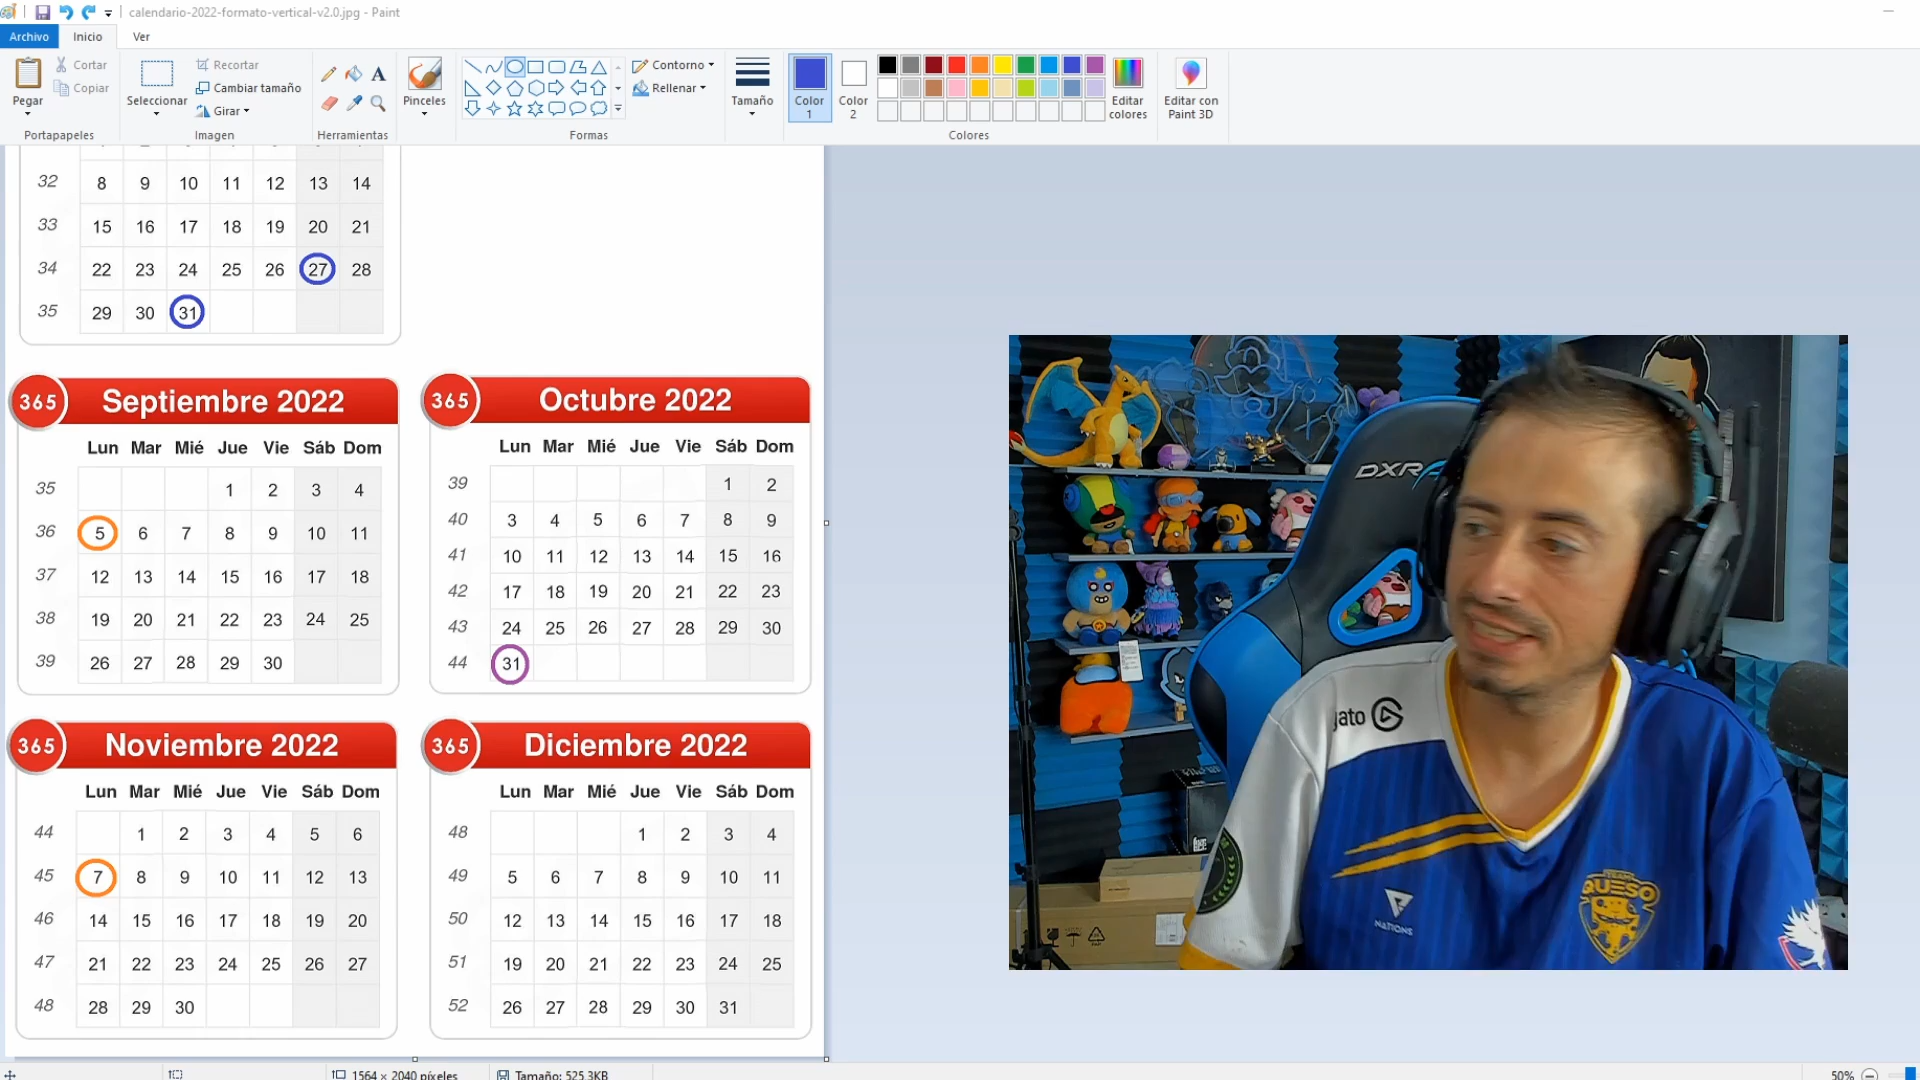 calendario-2022-formato-vertical-v2.0.jpg - Paint
Archivo Inicio Ver
Pegar
Cortar
Copiar
Portapapeles
Seleccionar
Recortar
Cambiar tamaño
Girar
Imagen
A
Herramientas
Pinceles
Contorno
Rellenar
Formas
Tamaño
Color 1
Color 2
Editar colores
Colores
Editar con Paint 3D
32 8 9 10 11 12 13 14
33 15 16 17 18 19 20 21
34 22 23 24 25 26 27 28
35 29 30 31
365 Septiembre 2022
Lun Mar Mié Jue Vie Sáb Dom
35 1 2 3 4
36 5 6 7 8 9 10 11
37 12 13 14 15 16 17 18
38 19 20 21 22 23 24 25
39 26 27 28 29 30
365 Octubre 2022
Lun Mar Mié Jue Vie Sáb Dom
39 1 2
40 3 4 5 6 7 8 9
41 10 11 12 13 14 15 16
42 17 18 19 20 21 22 23
43 24 25 26 27 28 29 30
44 31
365 Noviembre 2022
Lun Mar Mié Jue Vie Sáb Dom
44 1 2 3 4 5 6
45 7 8 9 10 11 12 13
46 14 15 16 17 18 19 20
47 21 22 23 24 25 26 27
48 28 29 30
365 Diciembre 2022
Lun Mar Mié Jue Vie Sáb Dom
48 1 2 3 4
49 5 6 7 8 9 10 11
50 12 13 14 15 16 17 18
51 19 20 21 22 23 24 25
52 26 27 28 29 30 31
DXR
gato
NATIONS
TEAM
QUESO
1564 × 2040 píxeles
Tamaño: 525,3KB
50%